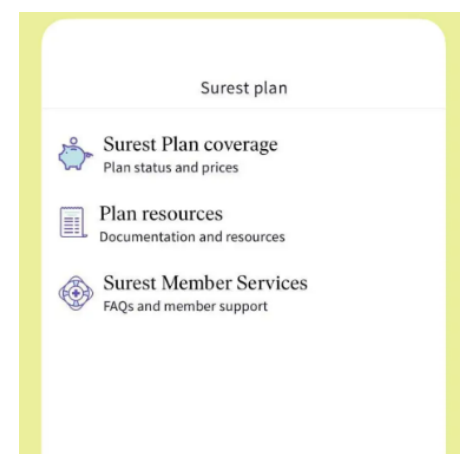 Surest plan
Surest Plan coverage
Plan status and prices
Plan resources
Documentation and resources
Surest Member Services
FAQs and member support